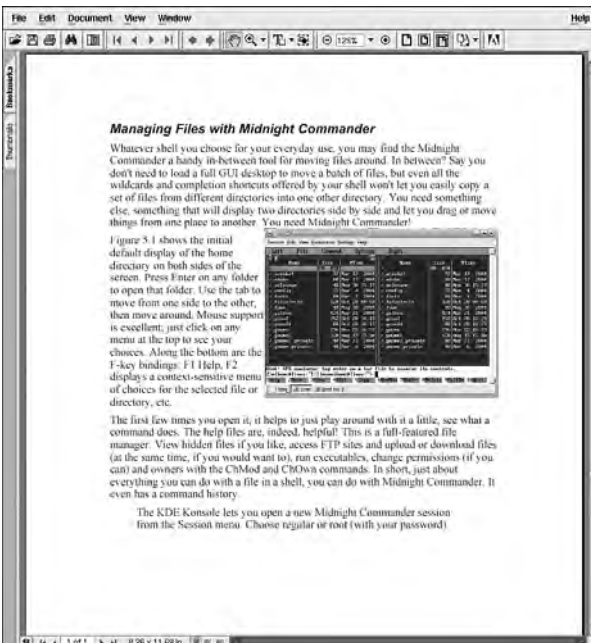 File Edit Document View Window Help
125%
Bookmarks
Thumbnails
Managing Files with Midnight Commander
Whatever shell you choose for your everyday use, you may find the Midnight
Commander a handy in-between tool for moving files around. In between? Say you
don't need to load a full GUI desktop to move a batch of files, but even all the
wildcards and completion shortcuts offered by your shell won't let you easily copy a
set of files from different directories into one other directory. You need something
else, something that will display two directories side by side and let you drag or move
things from one place to another. You need Midnight Commander!
Figure 5.1 shows the initial
default display of the home
directory on both sides of the
screen. Press Enter on any folder
to open that folder. Use the tab to
move from one side to the other,
then move around. Mouse support
is excellent; just click on any
menu at the top to see your
choices. Along the bottom are the
F-key bindings: F1 Help, F2
displays a context-sensitive menu
of choices for the selected file or
directory, etc.
Left File Command Options Right
Name Size MTime Name Size MTime
The first few times you open it, it helps to just play around with it a little, see what a
command does. The help files are, indeed, helpful! This is a full-featured file
manager. View hidden files if you like, access FTP sites and upload or download files
(at the same time, if you would want to), run executables, change permissions (if you
can) and owners with the ChMod and ChOwn commands. In short, just about
everything you can do with a file in a shell, you can do with Midnight Commander. It
even has a command history.
The KDE Konsole lets you open a new Midnight Commander session
from the Session menu. Choose regular or root (with your password)
1 of 1